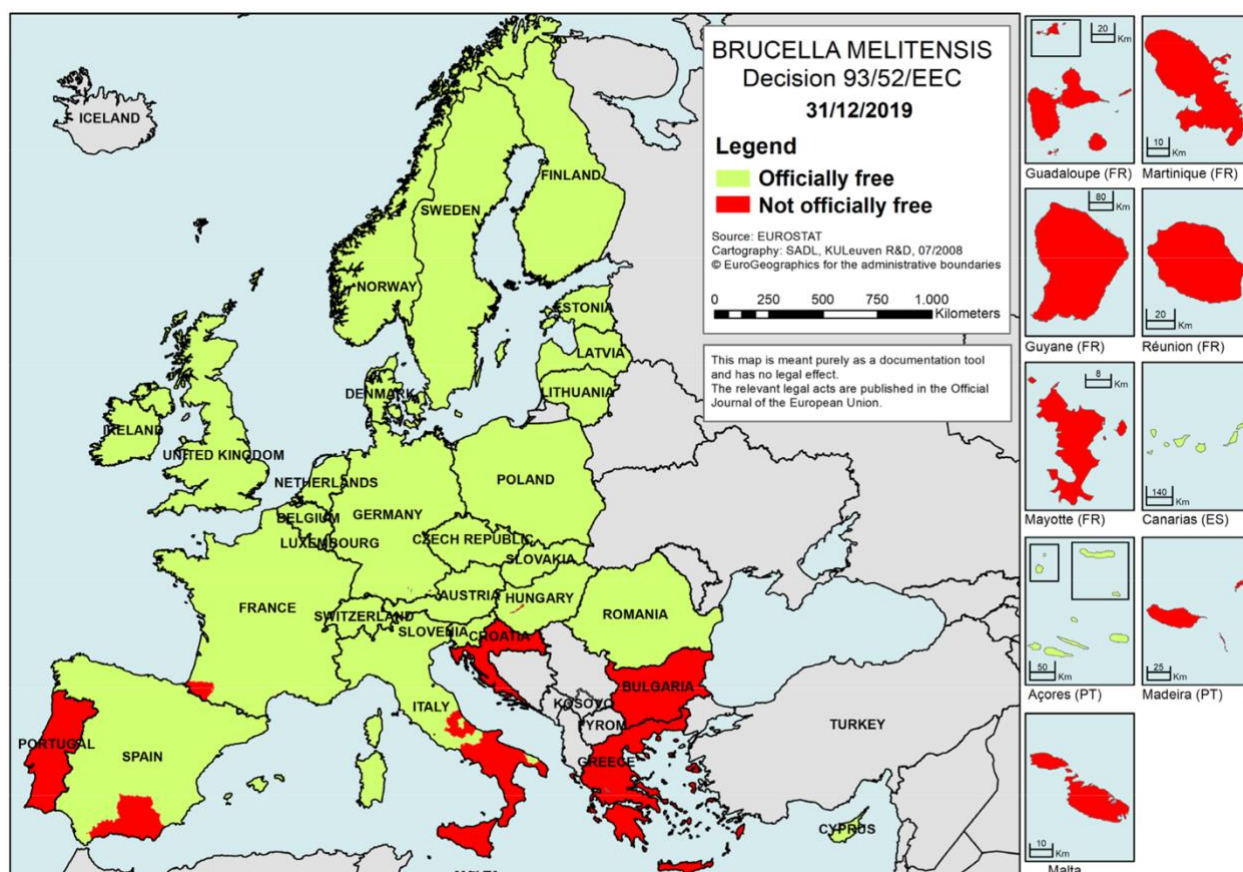 BRUCELLA MELITENSIS
Decision 93/52/EEC
31/12/2019
Legend
Officially free
Not officially free
Source: EUROSTAT
Cartography: SADL, KULeuven R&D, 07/2008
© EuroGeographics for the administrative boundaries
0 250 500 750 1.000
Kilometers
This map is meant purely as a documentation tool
and has no legal effect.
The relevant legal acts are published in the Official
Journal of the European Union.
ICELAND
FINLAND
SWEDEN
NORWAY
ESTONIA
LATVIA
LITHUANIA
DENMARK
IRELAND
UNITED KINGDOM
NETHERLANDS
POLAND
BELGIUM
GERMANY
LUXEMBOURG
CZECH REPUBLIC
SLOVAKIA
AUSTRIA
HUNGARY
FRANCE
SWITZERLAND
ROMANIA
SLOVENIA
CROATIA
BULGARIA
ITALY
KOSOVO
FYROM
TURKEY
PORTUGAL
SPAIN
GREECE
CYPRUS
20
Km
Guadaloupe (FR)
10
Km
Martinique (FR)
80
Km
Guyane (FR)
20
Km
Réunion (FR)
8
Km
Mayotte (FR)
140
Km
Canarias (ES)
50
Km
Açores (PT)
25
Km
Madeira (PT)
10
Km
Malta